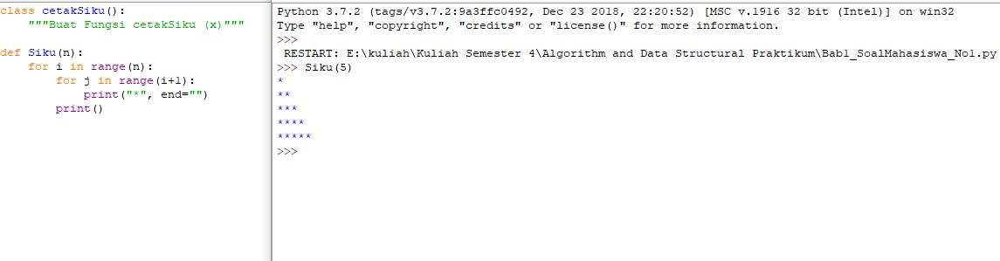 class cetakSiku():
    """Buat Fungsi cetakSiku (x)"""

def Siku(n):
    for i in range(n):
        for j in range(i+1):
            print("*", end="")
        print()
Python 3.7.2 (tags/v3.7.2:9a3ffc0492, Dec 23 2018, 22:20:52) [MSC v.1916 32 bit (Intel)] on win32
Type "help", "copyright", "credits" or "license()" for more information.
>>>
 RESTART: E:\kuliah\Kuliah Semester 4\Algorithm and Data Structural Praktikum\Bab1_SoalMahasiswa_No1.py
>>> Siku(5)
*
**
***
****
*****
>>>